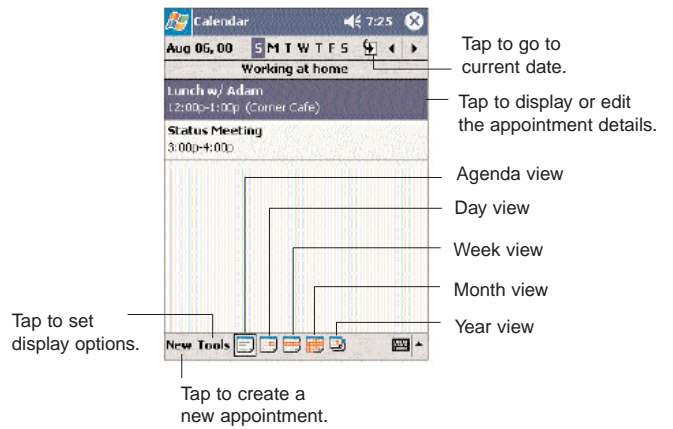 Calendar 7:25
Aug 06, 00 S M T W T F S
Working at home
Lunch w/ Adam
12:00p-1:00p (Corner Cafe)
Status Meeting
3:00p-4:00p
New Tools
Tap to go to
current date.
Tap to display or edit
the appointment details.
Agenda view
Day view
Week view
Month view
Year view
Tap to set
display options.
Tap to create a
new appointment.